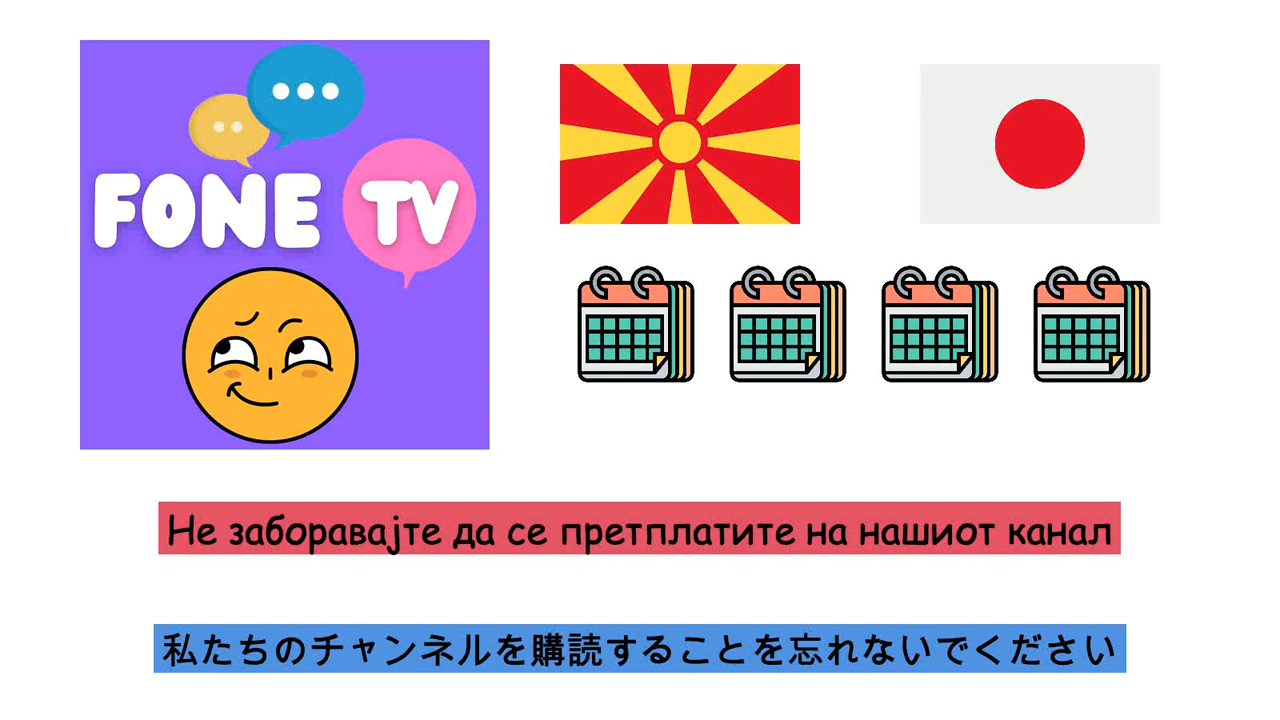 FONE TV
Не заборавајте да се претплатите на нашиот канал
私たちのチャンネルを購読することを忘れないでください